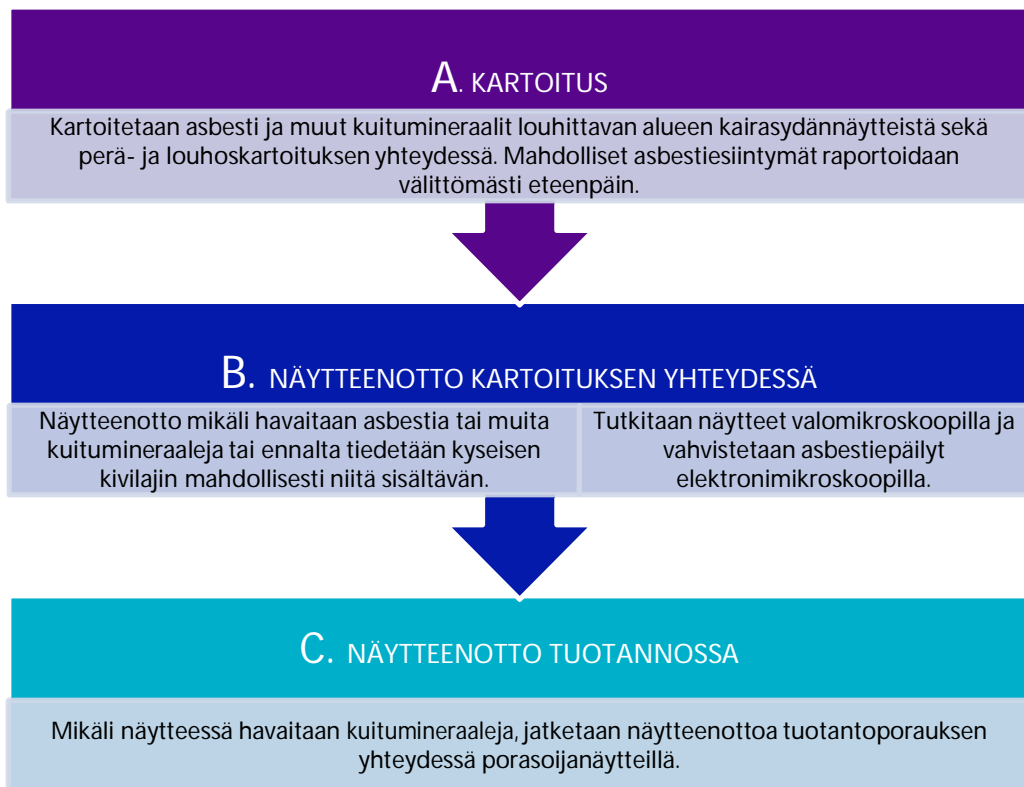 A. KARTOITUS
Kartoitetaan asbesti ja muut kuitumineraalit louhittavan alueen kairasydännäytteistä sekä
perä- ja louhoskartoituksen yhteydessä. Mahdolliset asbestiesiintymät raportoidaan
välittömästi eteenpäin.
B. NÄYTTEENOTTO KARTOITUKSEN YHTEYDESSÄ
Näytteenotto mikäli havaitaan asbestia tai muita
kuitumineraaleja tai ennalta tiedetään kyseisen
kivilajin mahdollisesti niitä sisältävän.
Tutkitaan näytteet valomikroskoopilla ja
vahvistetaan asbestiepäilyt
elektronimikroskoopilla.
C. NÄYTTEENOTTO TUOTANNOSSA
Mikäli näytteessä havaitaan kuitumineraaleja, jatketaan näytteenottoa tuotantoporauksen
yhteydessä porasoijanäytteillä.